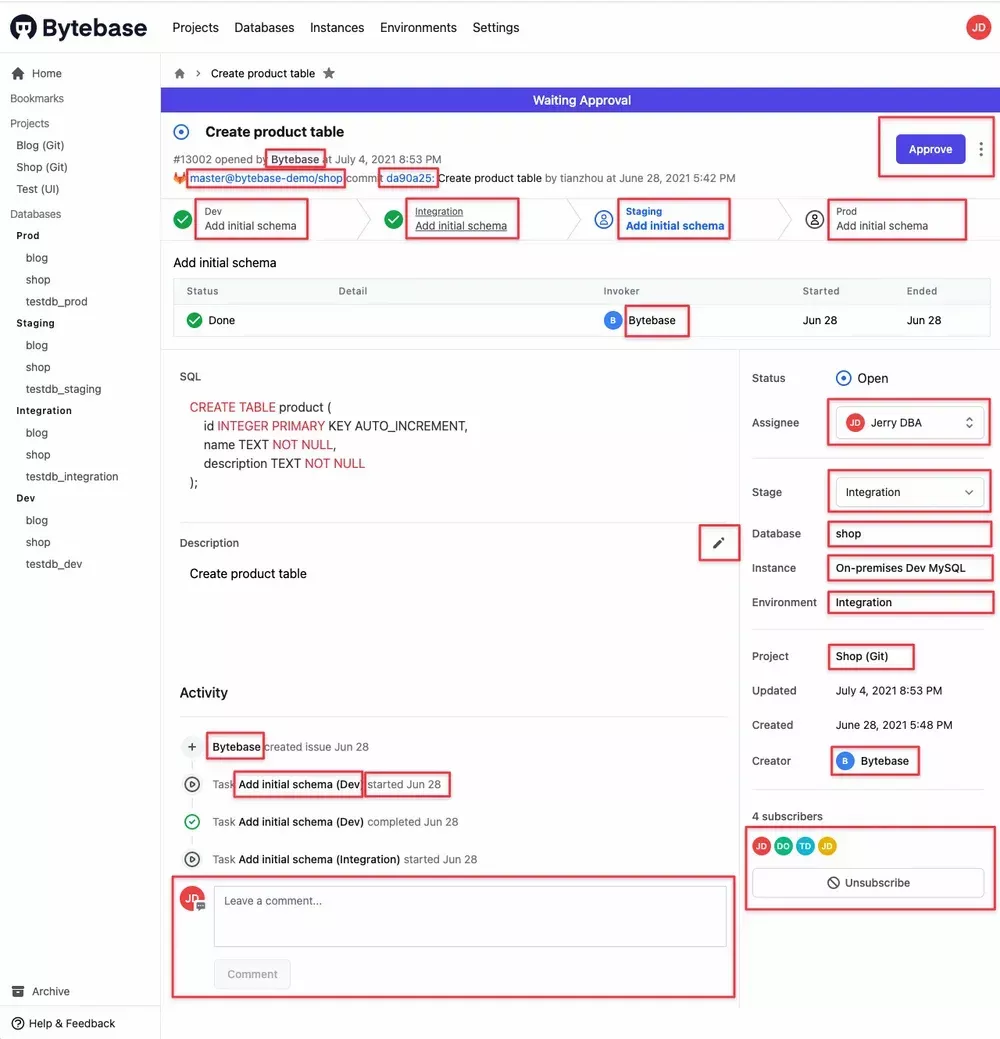 Bytebase Projects Databases Instances Environments Settings JD
Home
Bookmarks
Projects
Blog (Git)
Shop (Git)
Test (UI)
Databases
Prod
blog
shop
testdb_prod
Staging
blog
shop
testdb_staging
Integration
blog
shop
testdb_integration
Dev
blog
shop
testdb_dev
Archive
Help & Feedback
Create product table
Waiting Approval
Create product table
#13002 opened by Bytebase at July 4, 2021 8:53 PM
master@bytebase-demo/shop commit da90a25: Create product table by tianzhou at June 28, 2021 5:42 PM
Approve
Dev
Add initial schema
Integration
Add initial schema
Staging
Add initial schema
Prod
Add initial schema
Add initial schema
Status Detail Invoker Started Ended
Done B Bytebase Jun 28 Jun 28
SQL
CREATE TABLE product (
id INTEGER PRIMARY KEY AUTO_INCREMENT,
name TEXT NOT NULL,
description TEXT NOT NULL
);
Description
Create product table
Activity
Bytebase created issue Jun 28
Task Add initial schema (Dev) started Jun 28
Task Add initial schema (Dev) completed Jun 28
Task Add initial schema (Integration) started Jun 28
JD
Leave a comment...
Comment
Status Open
Assignee JD Jerry DBA
Stage Integration
Database shop
Instance On-premises Dev MySQL
Environment Integration
Project Shop (Git)
Updated July 4, 2021 8:53 PM
Created June 28, 2021 5:48 PM
Creator B Bytebase
4 subscribers
JD DO TD JD
Unsubscribe